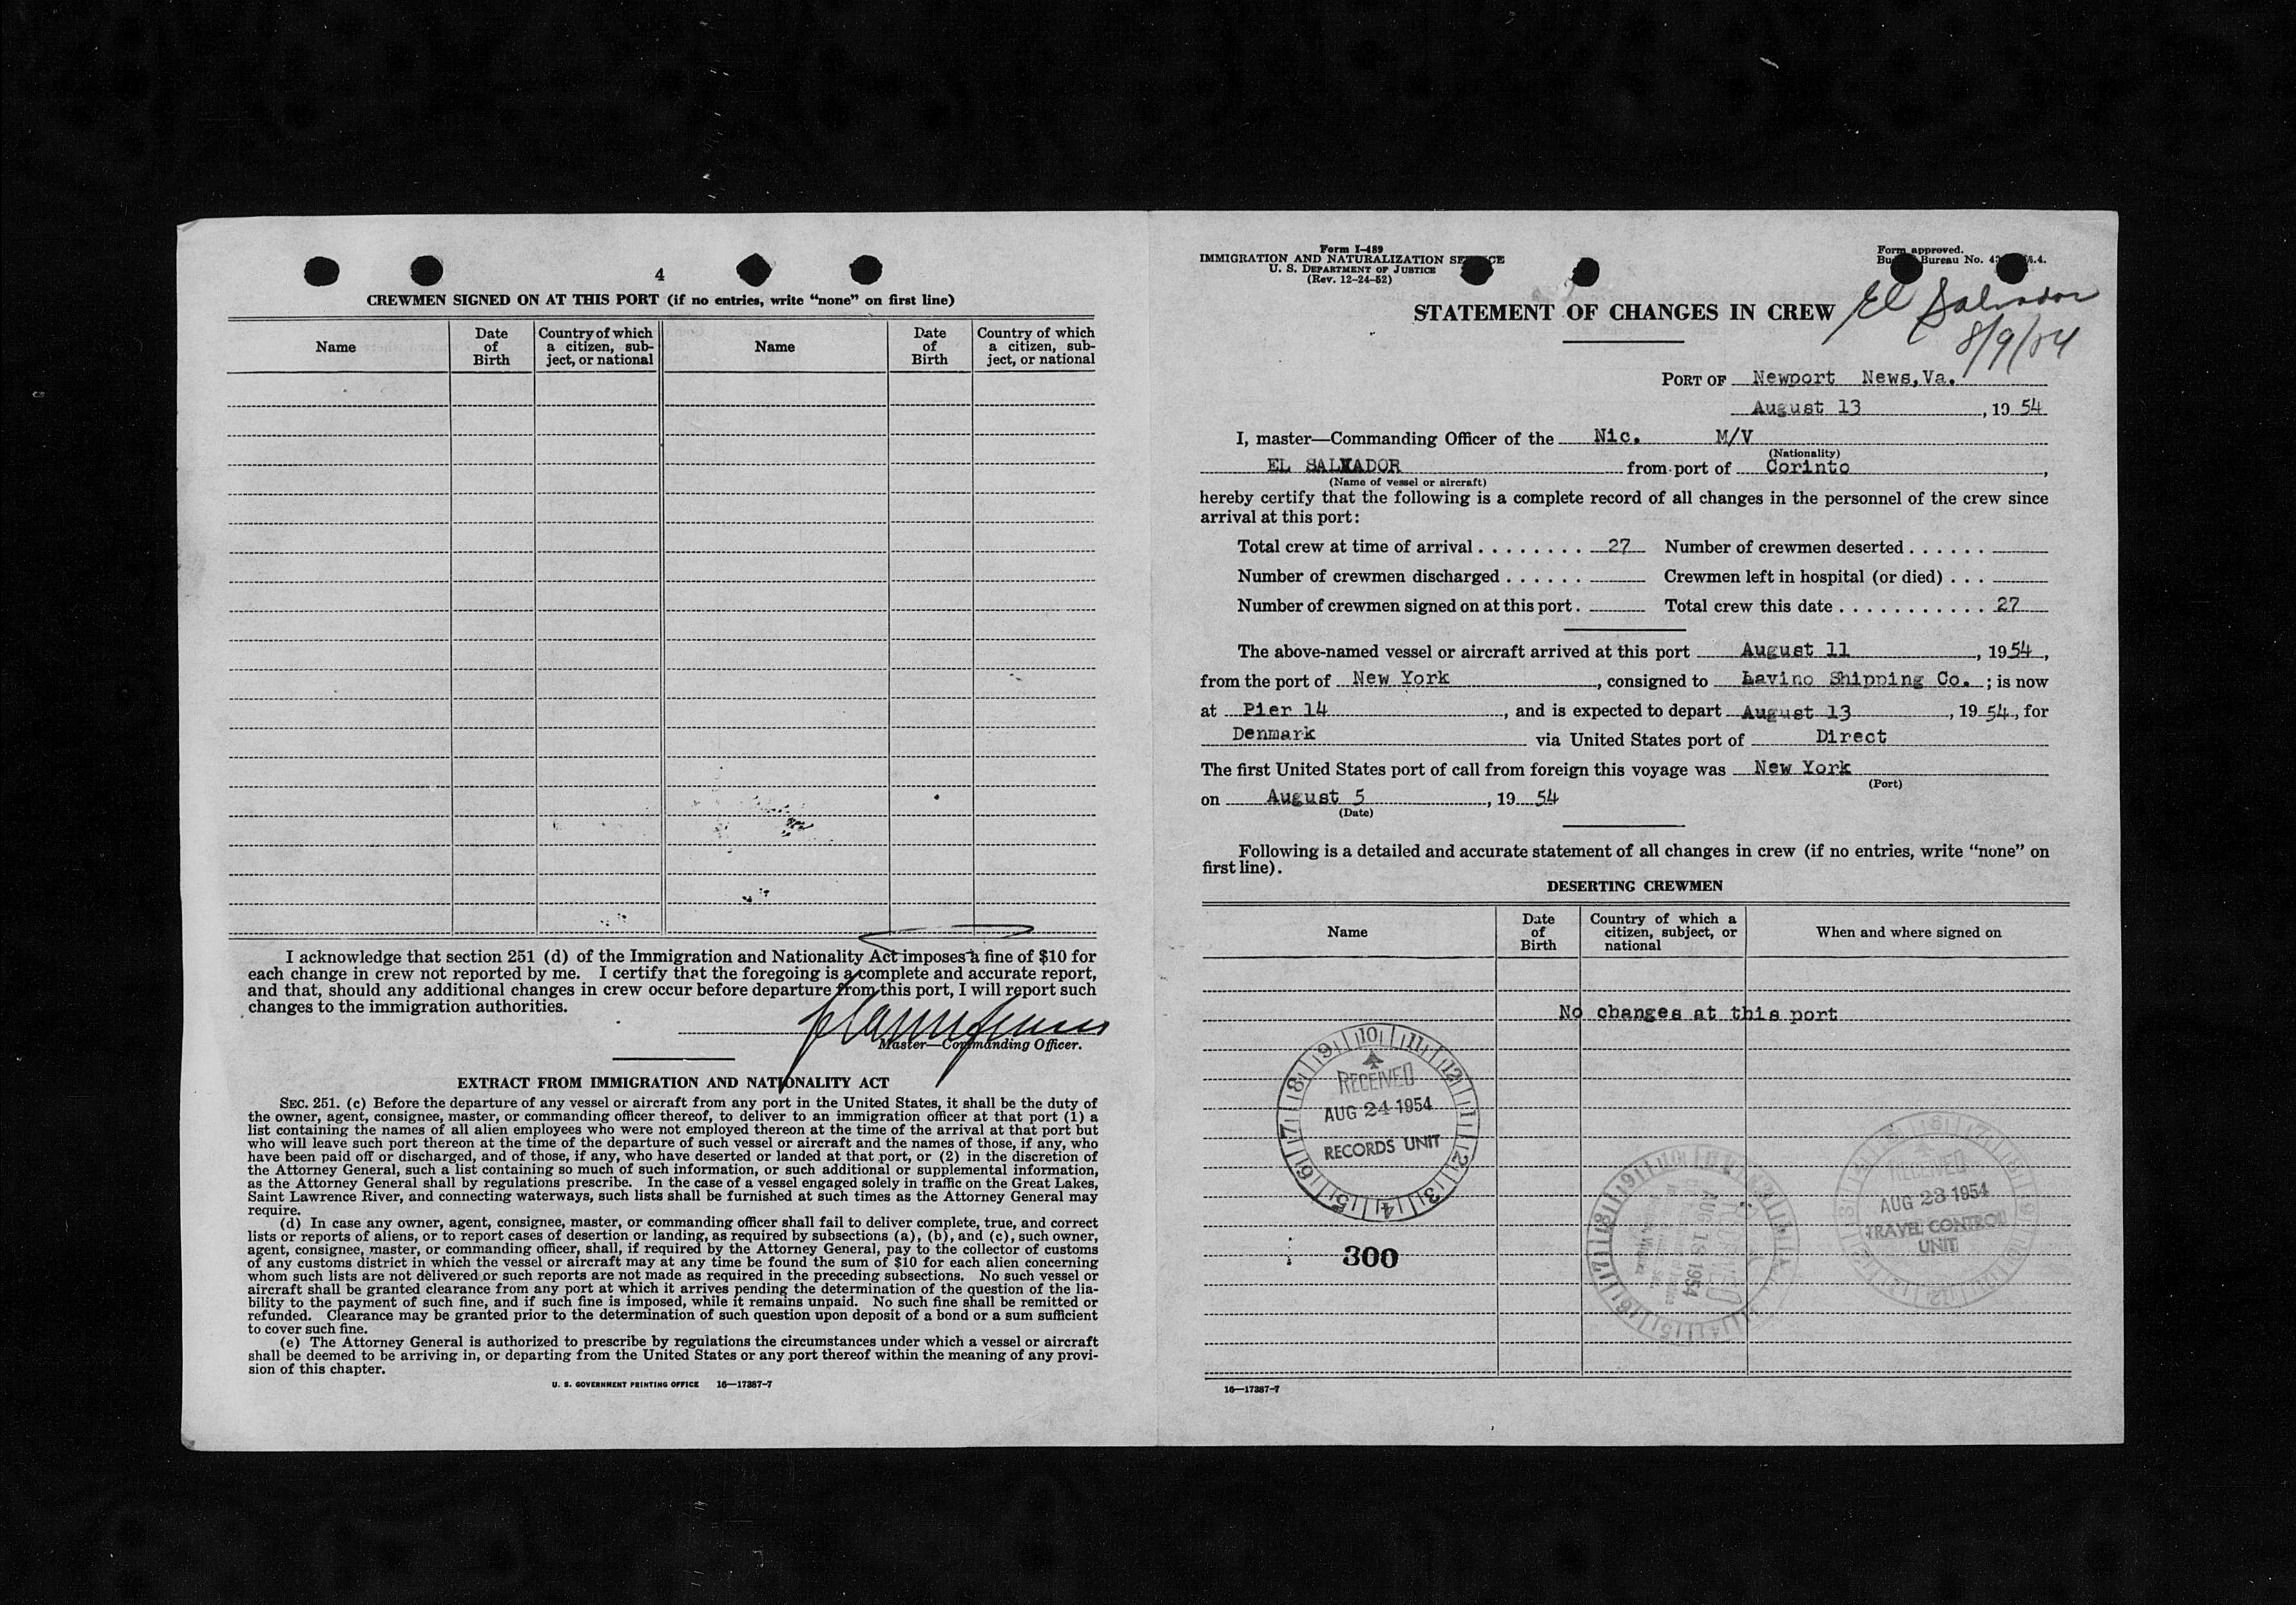 4
CREWMEN SIGNED ON AT THIS PORT (if no entries, write “none” on first line)
Name
Date of Birth
Country of which a citizen, sub-
ject, or national
Name
Date of Birth
Country of which a citizen, sub-
ject, or national
I acknowledge that section 251 (d) of the Immigration and Nationality Act imposes a fine of $10 for
each change in crew not reported by me. I certify that the foregoing is a complete and accurate report,
and that, should any additional changes in crew occur before departure from this port, I will report such
changes to the immigration authorities.
Master—Commanding Officer.
EXTRACT FROM IMMIGRATION AND NATIONALITY ACT
SEC. 251. (c) Before the departure of any vessel or aircraft from any port in the United States, it shall be the duty of
the owner, agent, consignee, master, or commanding officer thereof, to deliver to an immigration officer at that port (1) a
list containing the names of all alien employees who were not employed thereon at the time of the arrival at that port but
who will leave such port thereon at the time of the departure of such vessel or aircraft and the names of those, if any, who
have been paid off or discharged, and of those, if any, who have deserted or landed at that port, or (2) in the discretion of
the Attorney General, such a list containing so much of such information, or such additional or supplemental information,
as the Attorney General shall by regulations prescribe. In the case of a vessel engaged solely in traffic on the Great Lakes,
Saint Lawrence River, and connecting waterways, such lists shall be furnished at such times as the Attorney General may
require.
(d) In case any owner, agent, consignee, master, or commanding officer shall fail to deliver complete, true, and correct
lists or reports of aliens, or to report cases of desertion or landing, as required by subsections (a), (b), and (c), such owner,
agent, consignee, master, or commanding officer, shall, if required by the Attorney General, pay to the collector of customs
of any customs district in which the vessel or aircraft may at any time be found the sum of $10 for each alien concerning
whom such lists are not delivered or such reports are not made as required in the preceding subsections. No such vessel or
aircraft shall be granted clearance from any port at which it arrives pending the determination of the question of the lia-
bility to the payment of such fine, and if such fine is imposed, while it remains unpaid. No such fine shall be remitted or
refunded. Clearance may be granted prior to the determination of such question upon deposit of a bond or a sum sufficient
to cover such fine.
(e) The Attorney General is authorized to prescribe by regulations the circumstances under which a vessel or aircraft
shall be deemed to be arriving in, or departing from the United States or any port thereof within the meaning of any provi-
sion of this chapter.
U. S. GOVERNMENT PRINTING OFFICE 16—17387-7
Form I-489
IMMIGRATION AND NATURALIZATION
U. S. DEPARTMENT OF JUSTICE
(Rev. 12-24-52)
Form approved.
Bureau No.
STATEMENT OF CHANGES IN CREW
El Salvador
8/9/54
PORT OF Newport News, Va.
August 13, 19 54
I, master—Commanding Officer of the Nic. M/V
(Nationality)
EL SALVADOR from port of Corinto,
(Name of vessel or aircraft)
hereby certify that the following is a complete record of all changes in the personnel of the crew since
arrival at this port:
Total crew at time of arrival . . . . . . . . 27 Number of crewmen deserted . . . . . .
Number of crewmen discharged . . . . . . Crewmen left in hospital (or died) . . .
Number of crewmen signed on at this port . Total crew this date . . . . . . . . . . . 27
The above-named vessel or aircraft arrived at this port August 11, 19 54,
from the port of New York, consigned to Lavino Shipping Co. ; is now
at Pier 14, and is expected to depart August 13, 19 54, for
Denmark via United States port of Direct
The first United States port of call from foreign this voyage was New York
(Port)
on August 5, 19 54
(Date)
Following is a detailed and accurate statement of all changes in crew (if no entries, write “none” on
first line).
DESERTING CREWMEN
Name
Date of Birth
Country of which a citizen, subject, or national
When and where signed on
No changes at this port
RECEIVED
AUG 24 1954
RECORDS UNIT
RECEIVED
AUG 18 1954
RECEIVED
AUG 23 1954
TRAVEL CONTROL
UNIT
300
16—17387-7